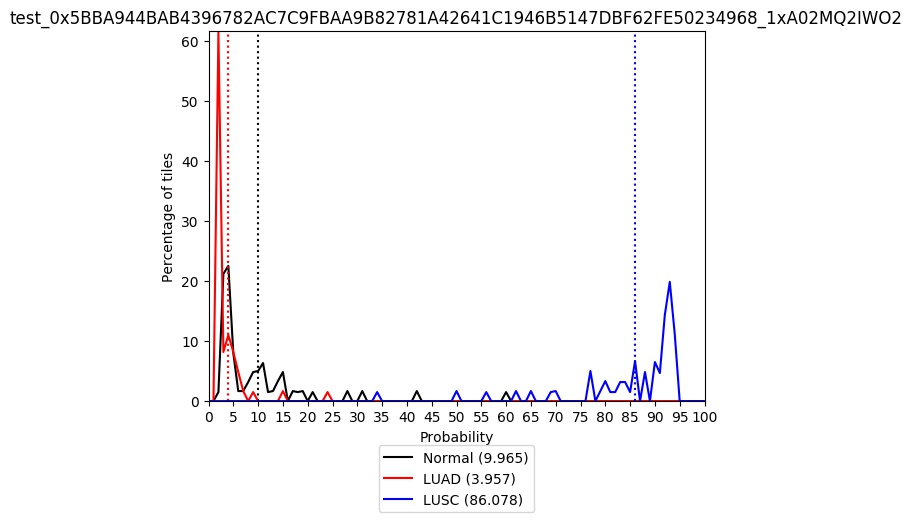 test_0x5BBA944BAB4396782AC7C9FBAA9B82781A42641C1946B5147DBF62FE50234968_1xA02MQ2IWO2
60
50
40
30
20
10
0
Percentage of tiles
0 5 10 15 20 25 30 35 40 45 50 55 60 65 70 75 80 85 90 95 100
Probability
Normal (9.965)
LUAD (3.957)
LUSC (86.078)